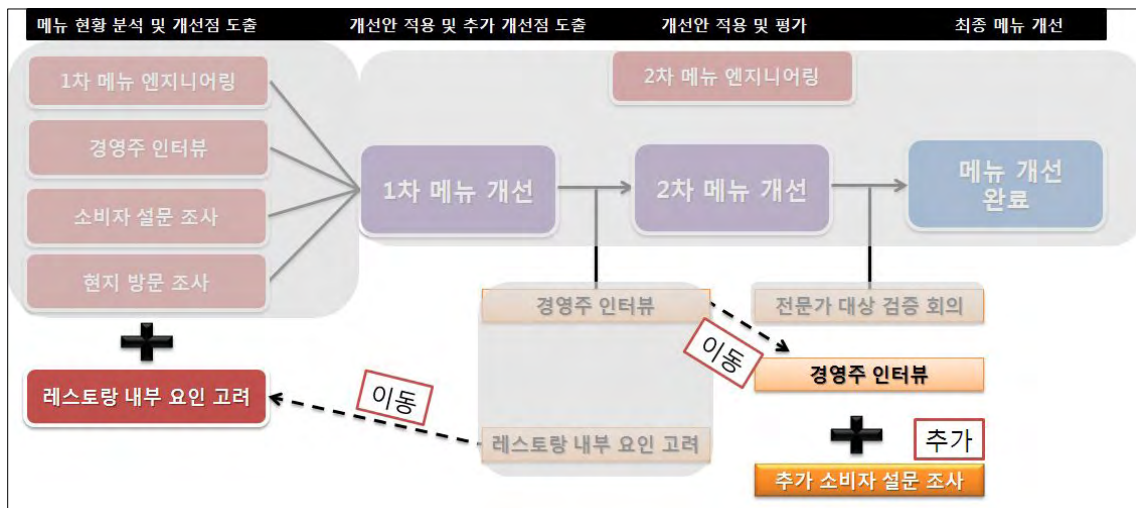 메뉴 현황 분석 및 개선점 도출
개선안 적용 및 추가 개선점 도출
개선안 적용 및 평가
최종 메뉴 개선
1차 메뉴 엔지니어링
경영주 인터뷰
소비자 설문 조사
현지 방문 조사
레스토랑 내부 요인 고려
2차 메뉴 엔지니어링
1차 메뉴 개선
2차 메뉴 개선
메뉴 개선
완료
경영주 인터뷰
전문가 대상 검증 회의
이동
경영주 인터뷰
이동
레스토랑 내부 요인 고려
추가
추가 소비자 설문 조사